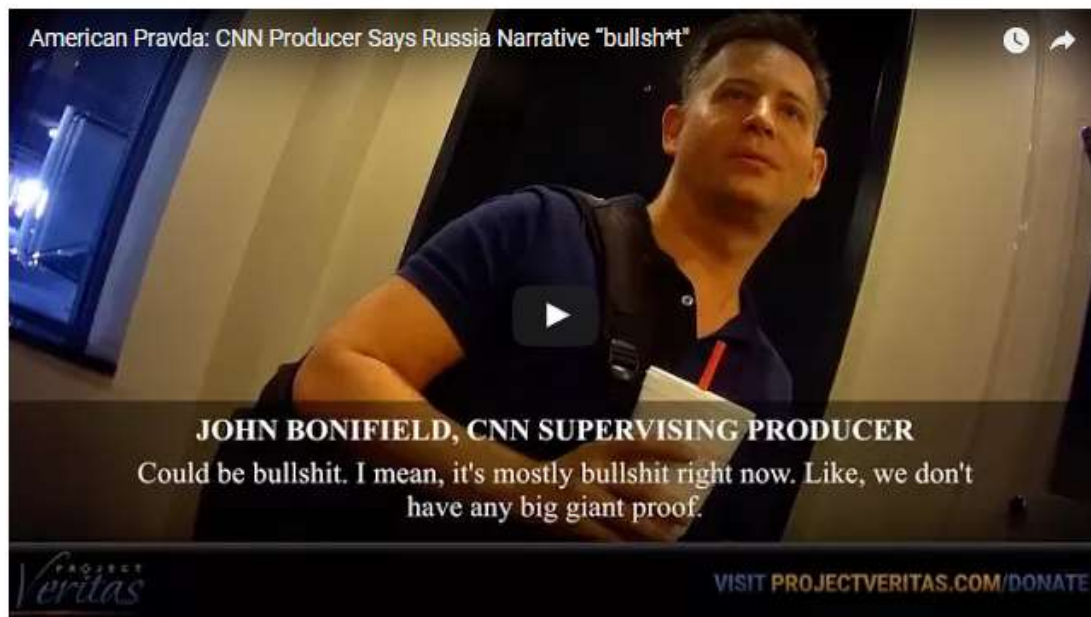 American Pravda: CNN Producer Says Russia Narrative “bullsh*t"
JOHN BONIFIELD, CNN SUPERVISING PRODUCER
Could be bullshit. I mean, it's mostly bullshit right now. Like, we don't
have any big giant proof.
PROJECT
Veritas
VISIT PROJECTVERITAS.COM/DONATE